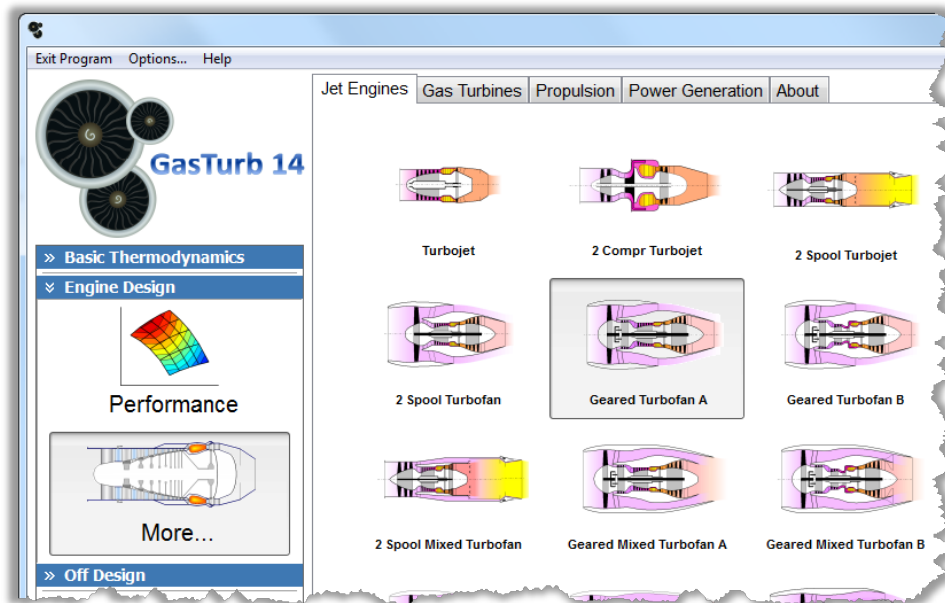 Exit Program Options... Help
GasTurb 14
» Basic Thermodynamics
Engine Design
Performance
More...
» Off Design
Jet Engines Gas Turbines Propulsion Power Generation About
Turbojet 2 Compr Turbojet 2 Spool Turbojet
2 Spool Turbofan Geared Turbofan A Geared Turbofan B
2 Spool Mixed Turbofan Geared Mixed Turbofan A Geared Mixed Turbofan B